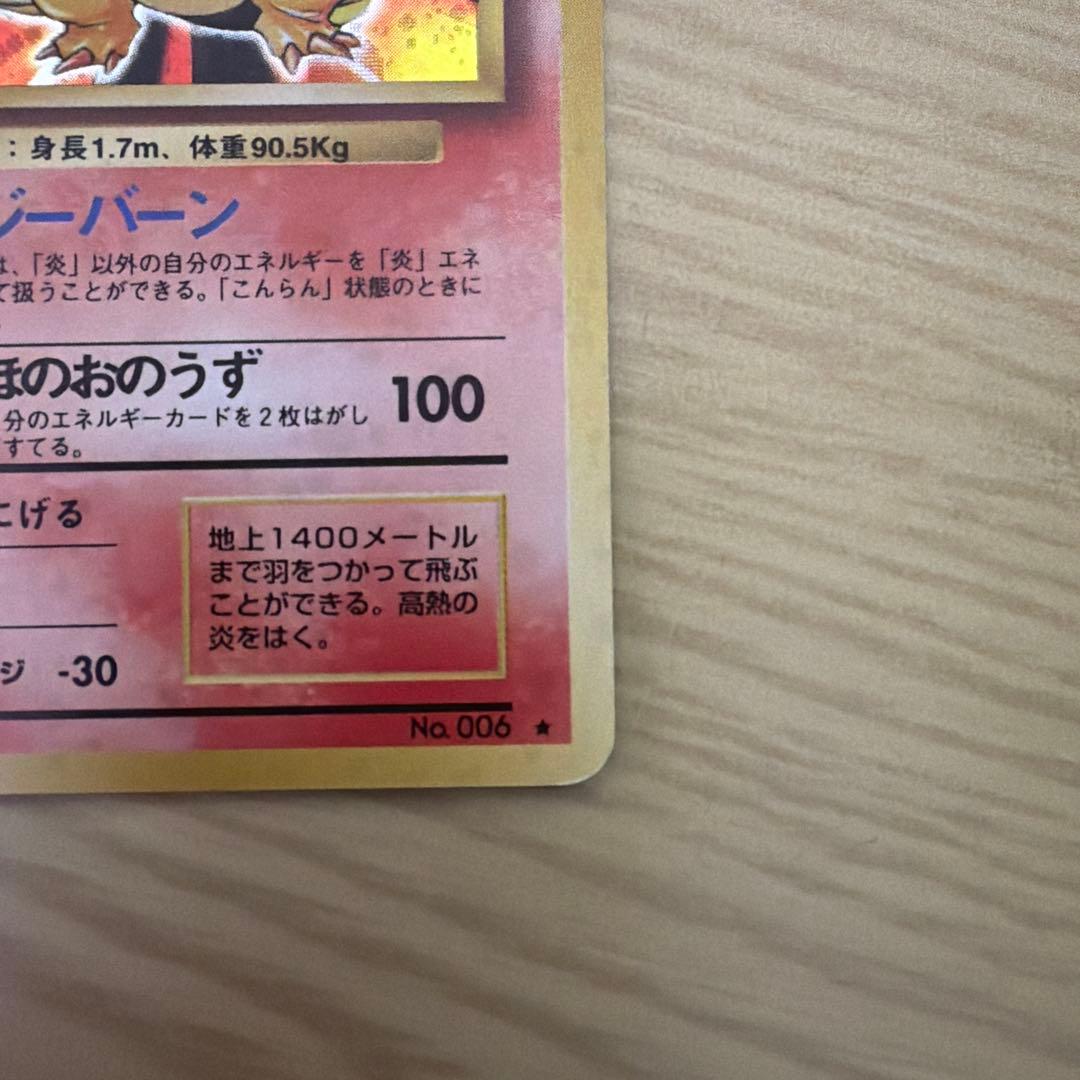 ：身長1.7m、体重90.5Kg
ジーバーン
は、「炎」以外の自分のエネルギーを「炎」エネ
て扱うことができる。「こんらん」状態のときに
ほのおのうず 100
分のエネルギーカードを2枚はがし
すてる。
にげる
地上1400メートル
まで羽をつかって飛ぶ
ことができる。高熱の
炎をはく。
ジ -30
No. 006 ★